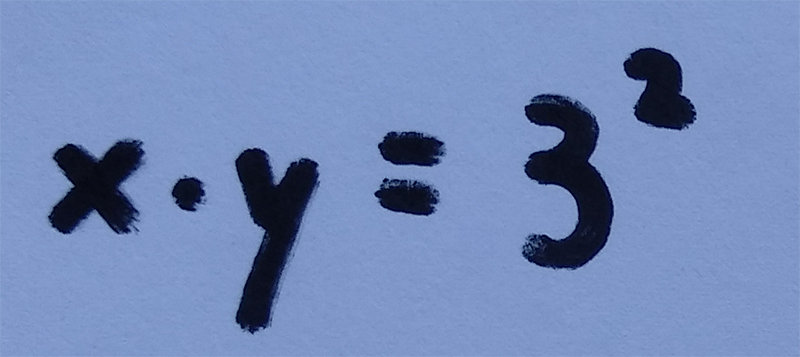 x·y = 3²